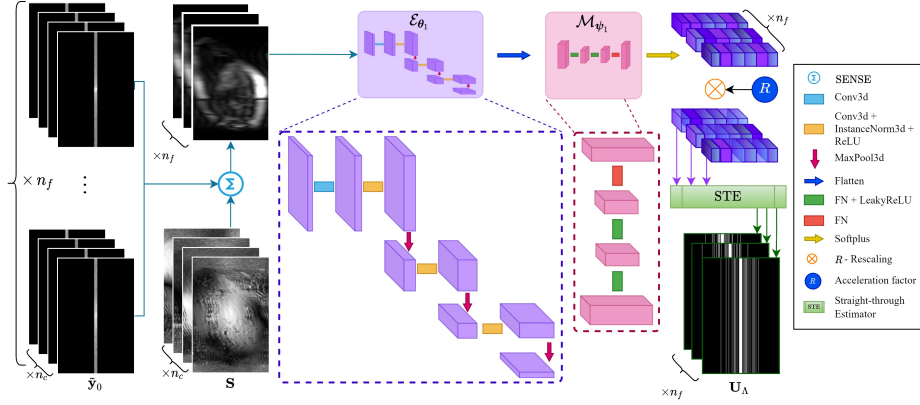 × n_f
⋮
×n_c
ỹ_0
×n_f
Σ
×n_c
S
ℰ_θ₁
ℳ_ψ₁
×n_f
R
STE
×n_f
U_Λ
Σ SENSE
Conv3d
Conv3d +
InstanceNorm3d +
ReLU
MaxPool3d
Flatten
FN + LeakyReLU
FN
Softplus
R - Rescaling
R Acceleration factor
STE Straight-through
Estimator